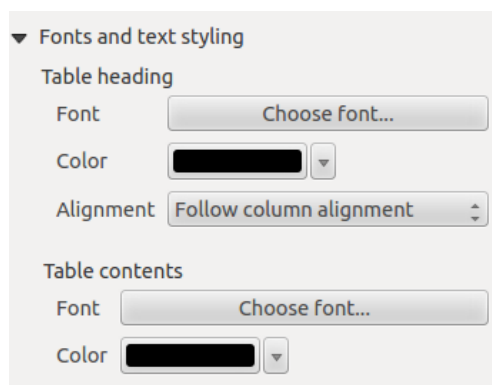 Fonts and text styling
Table heading
Font Choose font...
Color
Alignment Follow column alignment
Table contents
Font Choose font...
Color